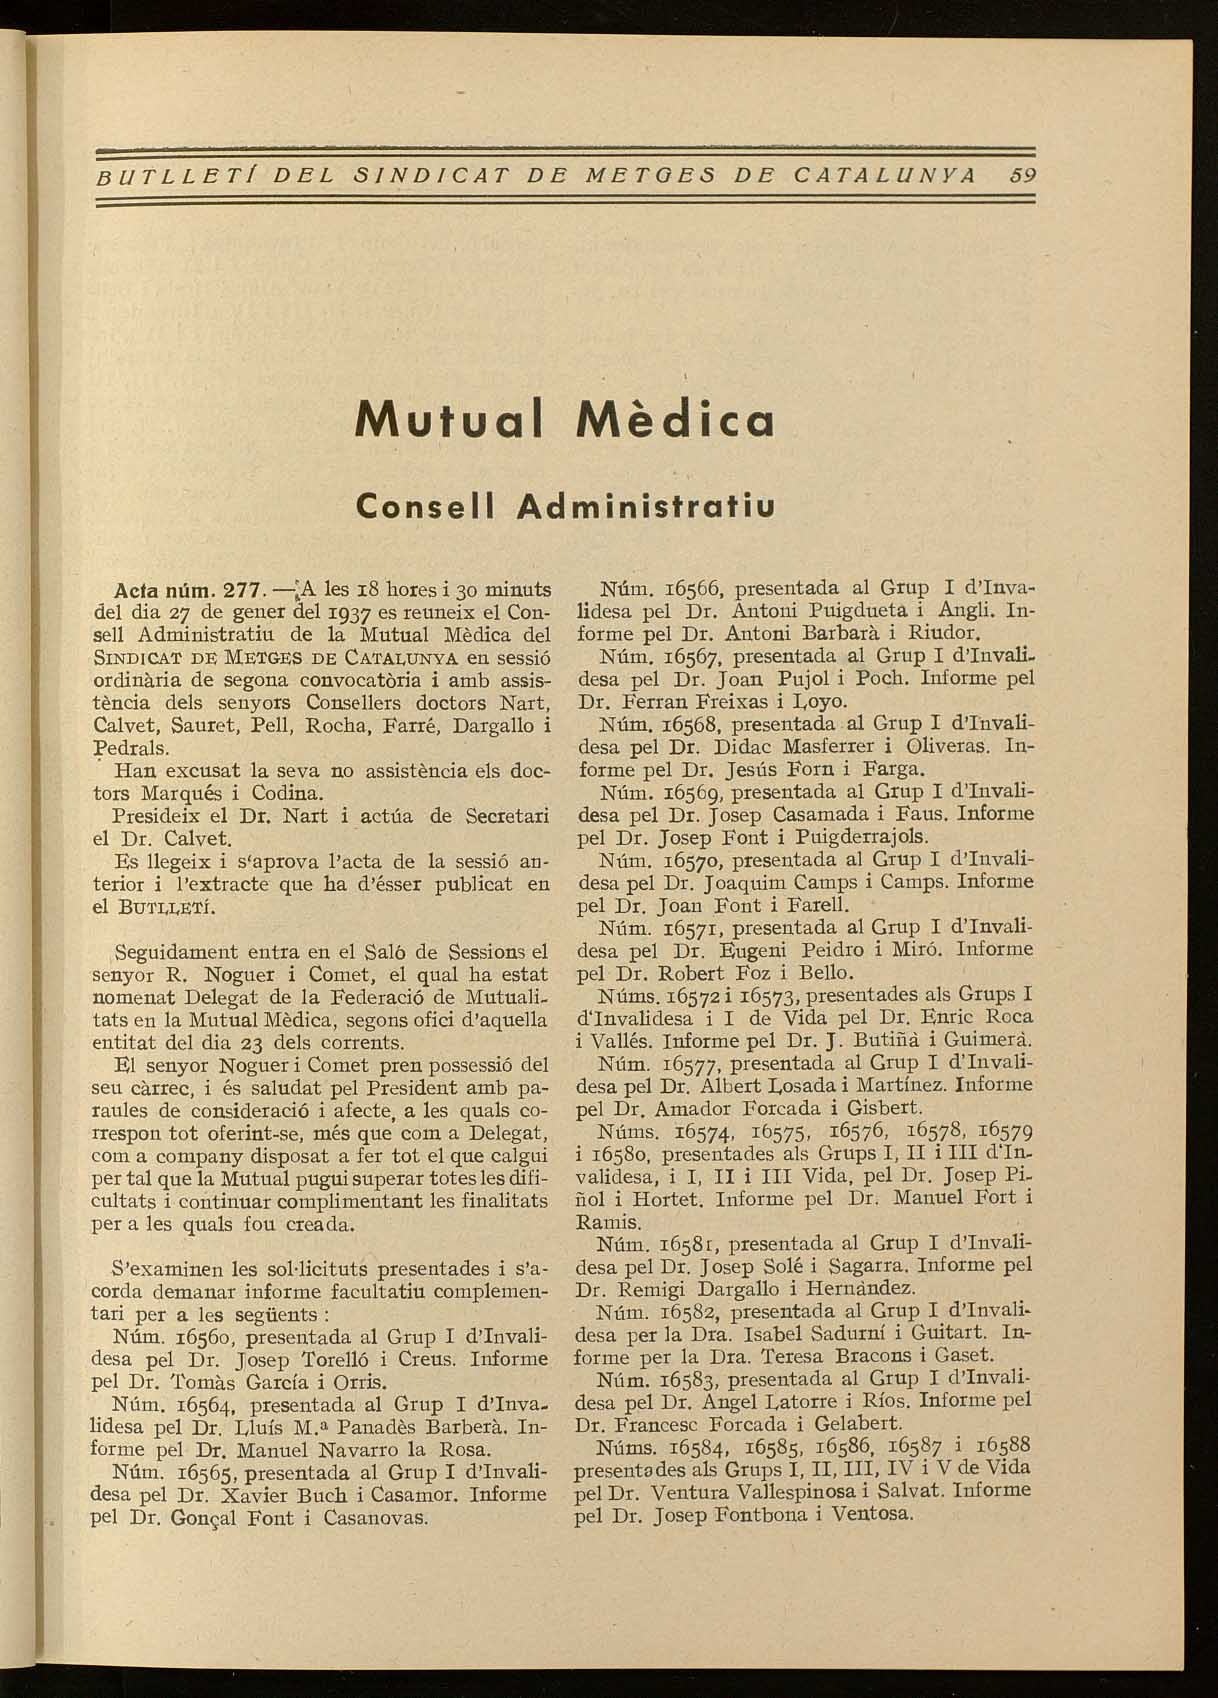 BUTLLETÍ DEL SINDICAT DE METGES DE CATALUNYA 59
Mutual Mèdica
Consell Administratiu
Acta núm. 277. — A les 18 hores i 30 minuts
del dia 27 de gener del 1937 es reuneix el Con-
sell Administratiu de la Mutual Mèdica del
SINDICAT DE METGES DE CATALUNYA en sessió
ordinària de segona convocatòria i amb assis-
tència dels senyors Consellers doctors Nart,
Calvet, Sauret, Pell, Rocha, Farré, Dargallo i
Pedrals.
Han excusat la seva no assistència els doc-
tors Marqués i Codina.
Presideix el Dr. Nart i actúa de Secretari
el Dr. Calvet.
Es llegeix i s'aprova l'acta de la sessió an-
terior i l'extracte que ha d'ésser publicat en
el BUTLLETÍ.
Seguidament entra en el Saló de Sessions el
senyor R. Noguer i Comet, el qual ha estat
nomenat Delegat de la Federació de Mutuali-
tats en la Mutual Mèdica, segons ofici d'aquella
entitat del dia 23 dels corrents.
El senyor Noguer i Comet pren possessió del
seu càrrec, i és saludat pel President amb pa-
raules de consideració i afecte, a les quals co-
rrespon tot oferint-se, més que com a Delegat,
com a company disposat a fer tot el que calgui
per tal que la Mutual pugui superar totes les difi-
cultats i continuar complimentant les finalitats
per a les quals fou creada.
S'examinen les sol·licituts presentades i s'a-
corda demanar informe facultatiu complemen-
tari per a les següents :
Núm. 16560, presentada al Grup I d'Invali-
desa pel Dr. Josep Torelló i Creus. Informe
pel Dr. Tomàs García i Orris.
Núm. 16564, presentada al Grup I d'Inva-
lidesa pel Dr. Lluís M.ª Panadès Barberà. In-
forme pel Dr. Manuel Navarro la Rosa.
Núm. 16565, presentada al Grup I d'Invali-
desa pel Dr. Xavier Buch i Casamor. Informe
pel Dr. Gonçal Font i Casanovas.
Núm. 16566, presentada al Grup I d'Inva-
lidesa pel Dr. Antoni Puigdueta i Angli. In-
forme pel Dr. Antoni Barbarà i Riudor.
Núm. 16567, presentada al Grup I d'Invali-
desa pel Dr. Joan Pujol i Poch. Informe pel
Dr. Ferran Freixas i Loyo.
Núm. 16568, presentada al Grup I d'Invali-
desa pel Dr. Didac Masferrer i Oliveras. In-
forme pel Dr. Jesús Forn i Farga.
Núm. 16569, presentada al Grup I d'Invali-
desa pel Dr. Josep Casamada i Faus. Informe
pel Dr. Josep Font i Puigderrajols.
Núm. 16570, presentada al Grup I d'Invali-
desa pel Dr. Joaquim Camps i Camps. Informe
pel Dr. Joan Font i Farell.
Núm. 16571, presentada al Grup I d'Invali-
desa pel Dr. Eugeni Peidro i Miró. Informe
pel Dr. Robert Foz i Bello.
Núms. 16572 i 16573, presentades als Grups I
d'Invalidesa i I de Vida pel Dr. Enric Roca
i Vallés. Informe pel Dr. J. Butiñà i Guimerà.
Núm. 16577, presentada al Grup I d'Invali-
desa pel Dr. Albert Losada i Martínez. Informe
pel Dr. Amador Forcada i Gisbert.
Núms. 16574, 16575, 16576, 16578, 16579
i 16580, presentades als Grups I, II i III d'In-
validesa, i I, II i III Vida, pel Dr. Josep Pi-
ñol i Hortet. Informe pel Dr. Manuel Fort i
Ramis.
Núm. 16581, presentada al Grup I d'Invali-
desa pel Dr. Josep Solé i Sagarra. Informe pel
Dr. Remigi Dargallo i Hernàndez.
Núm. 16582, presentada al Grup I d'Invali-
desa per la Dra. Isabel Sadurní i Guitart. In-
forme per la Dra. Teresa Bracons i Gaset.
Núm. 16583, presentada al Grup I d'Invali-
desa pel Dr. Angel Latorre i Ríos. Informe pel
Dr. Francesc Forcada i Gelabert.
Núms. 16584, 16585, 16586, 16587 i 16588
presentades als Grups I, II, III, IV i V de Vida
pel Dr. Ventura Vallespinosa i Salvat. Informe
pel Dr. Josep Fontbona i Ventosa.